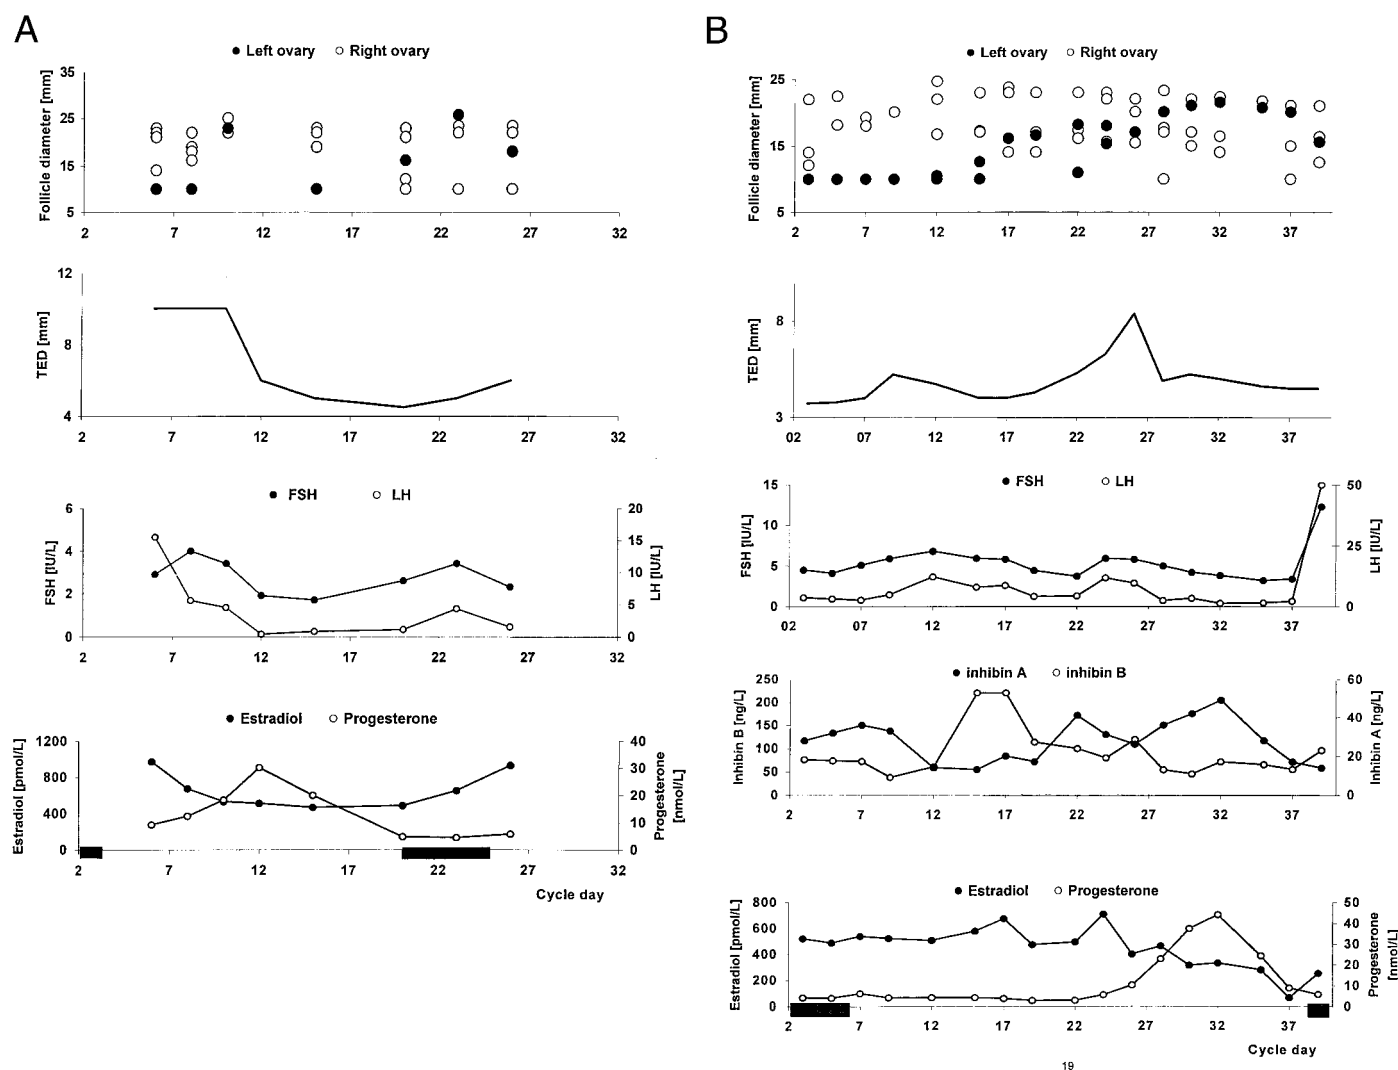 A
● Left ovary ○ Right ovary
Follicle diameter [mm]
35
25
15
5
2 7 12 17 22 27 32
TED [mm]
12
8
4
2 7 12 17 22 27 32
● FSH ○ LH
FSH [IU/L]
6
4
2
0
20
15
10
5
0
LH [IU/L]
2 7 12 17 22 27 32
● Estradiol ○ Progesterone
Estradiol [pmol/L]
1200
800
400
0
40
30
20
10
0
Progesterone
[nmol/L]
2 7 12 17 22 27 32
Cycle day
B
● Left ovary ○ Right ovary
Follicle diameter [mm]
25
15
5
2 7 12 17 22 27 32 37
TED [mm]
8
3
02 07 12 17 22 27 32 37
● FSH ○ LH
FSH [IU/L]
15
10
5
0
50
25
0
LH [IU/L]
02 07 12 17 22 27 32 37
● inhibin A ○ inhibin B
Inhibin B [ng/L]
250
200
150
100
50
0
60
40
20
0
Inhibin A [ng/L]
2 7 12 17 22 27 32 37
● Estradiol ○ Progesterone
Estradiol [pmol/L]
800
600
400
200
0
50
40
30
20
10
0
Progesterone
[nmol/L]
2 7 12 17 22 27 32 37
Cycle day
19